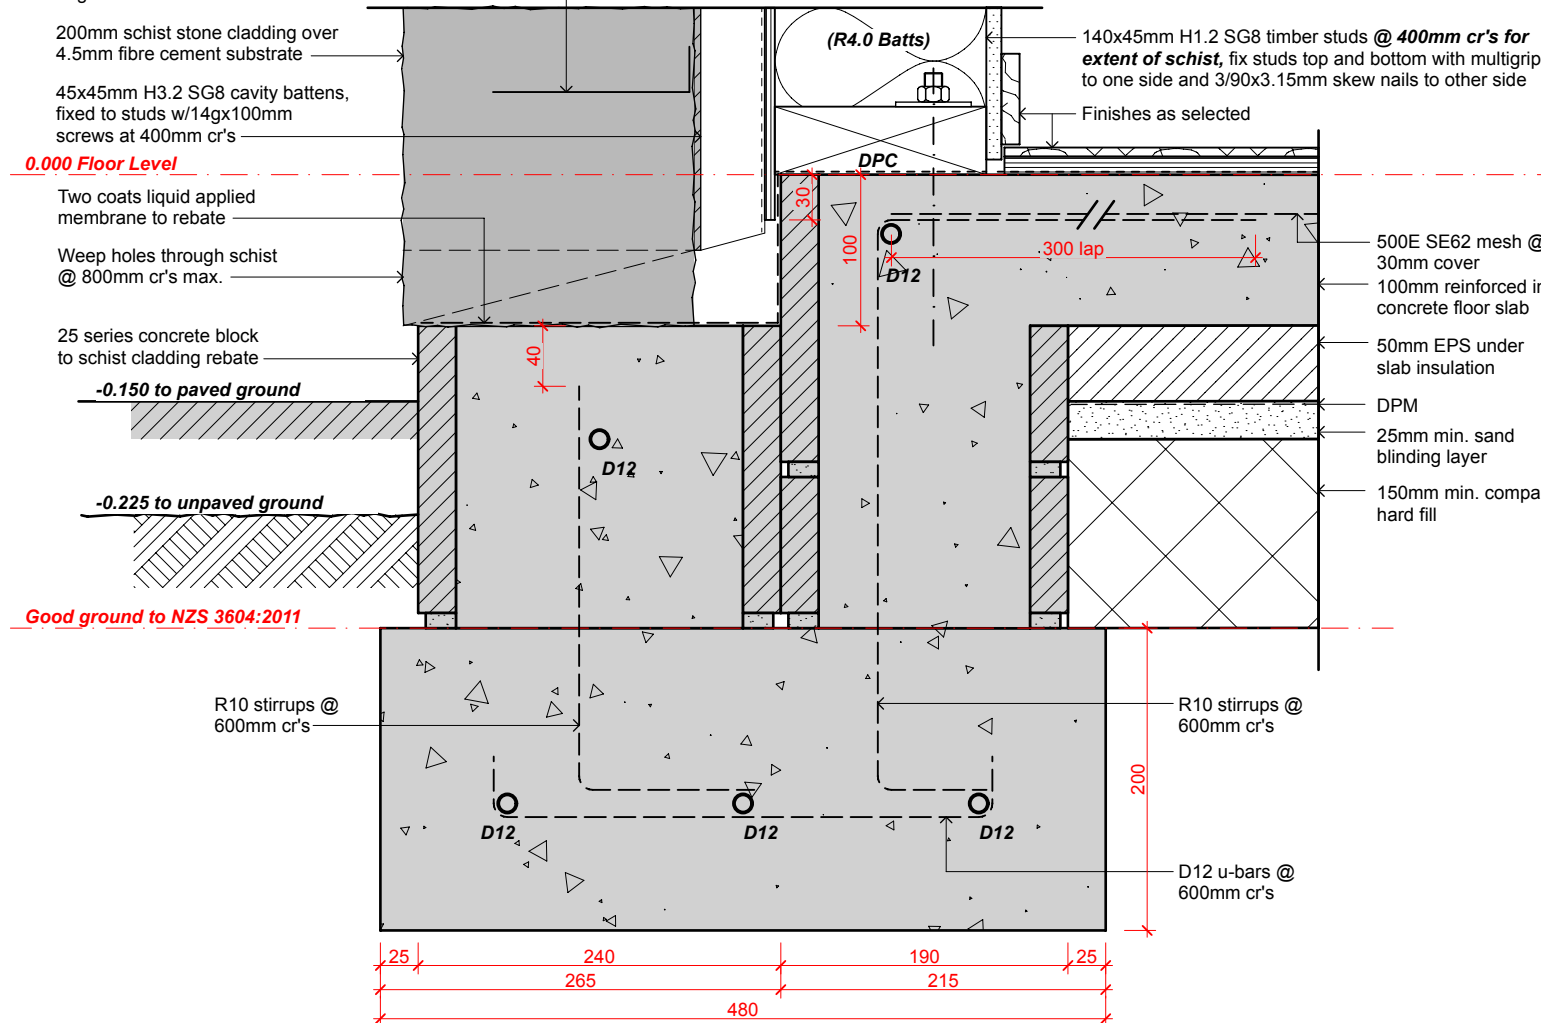 200mm schist stone cladding over
4.5mm fibre cement substrate
45x45mm H3.2 SG8 cavity battens,
fixed to studs w/14gx100mm
screws at 400mm cr's
0.000 Floor Level
Two coats liquid applied
membrane to rebate
Weep holes through schist
@ 800mm cr's max.
25 series concrete block
to schist cladding rebate
-0.150 to paved ground
-0.225 to unpaved ground
Good ground to NZS 3604:2011
R10 stirrups @
600mm cr's
(R4.0 Batts)
DPC
30
100
40
300 lap
D12
D12
D12
D12
D12
140x45mm H1.2 SG8 timber studs @ 400mm cr's for
extent of schist, fix studs top and bottom with multigrip
to one side and 3/90x3.15mm skew nails to other side
Finishes as selected
500E SE62 mesh @
30mm cover
100mm reinforced
concrete floor slab
50mm EPS under
slab insulation
DPM
25mm min. sand
blinding layer
150mm min.
hard fill
R10 stirrups @
600mm cr's
200
D12 u-bars @
600mm cr's
25 240 190 25
265 215
480